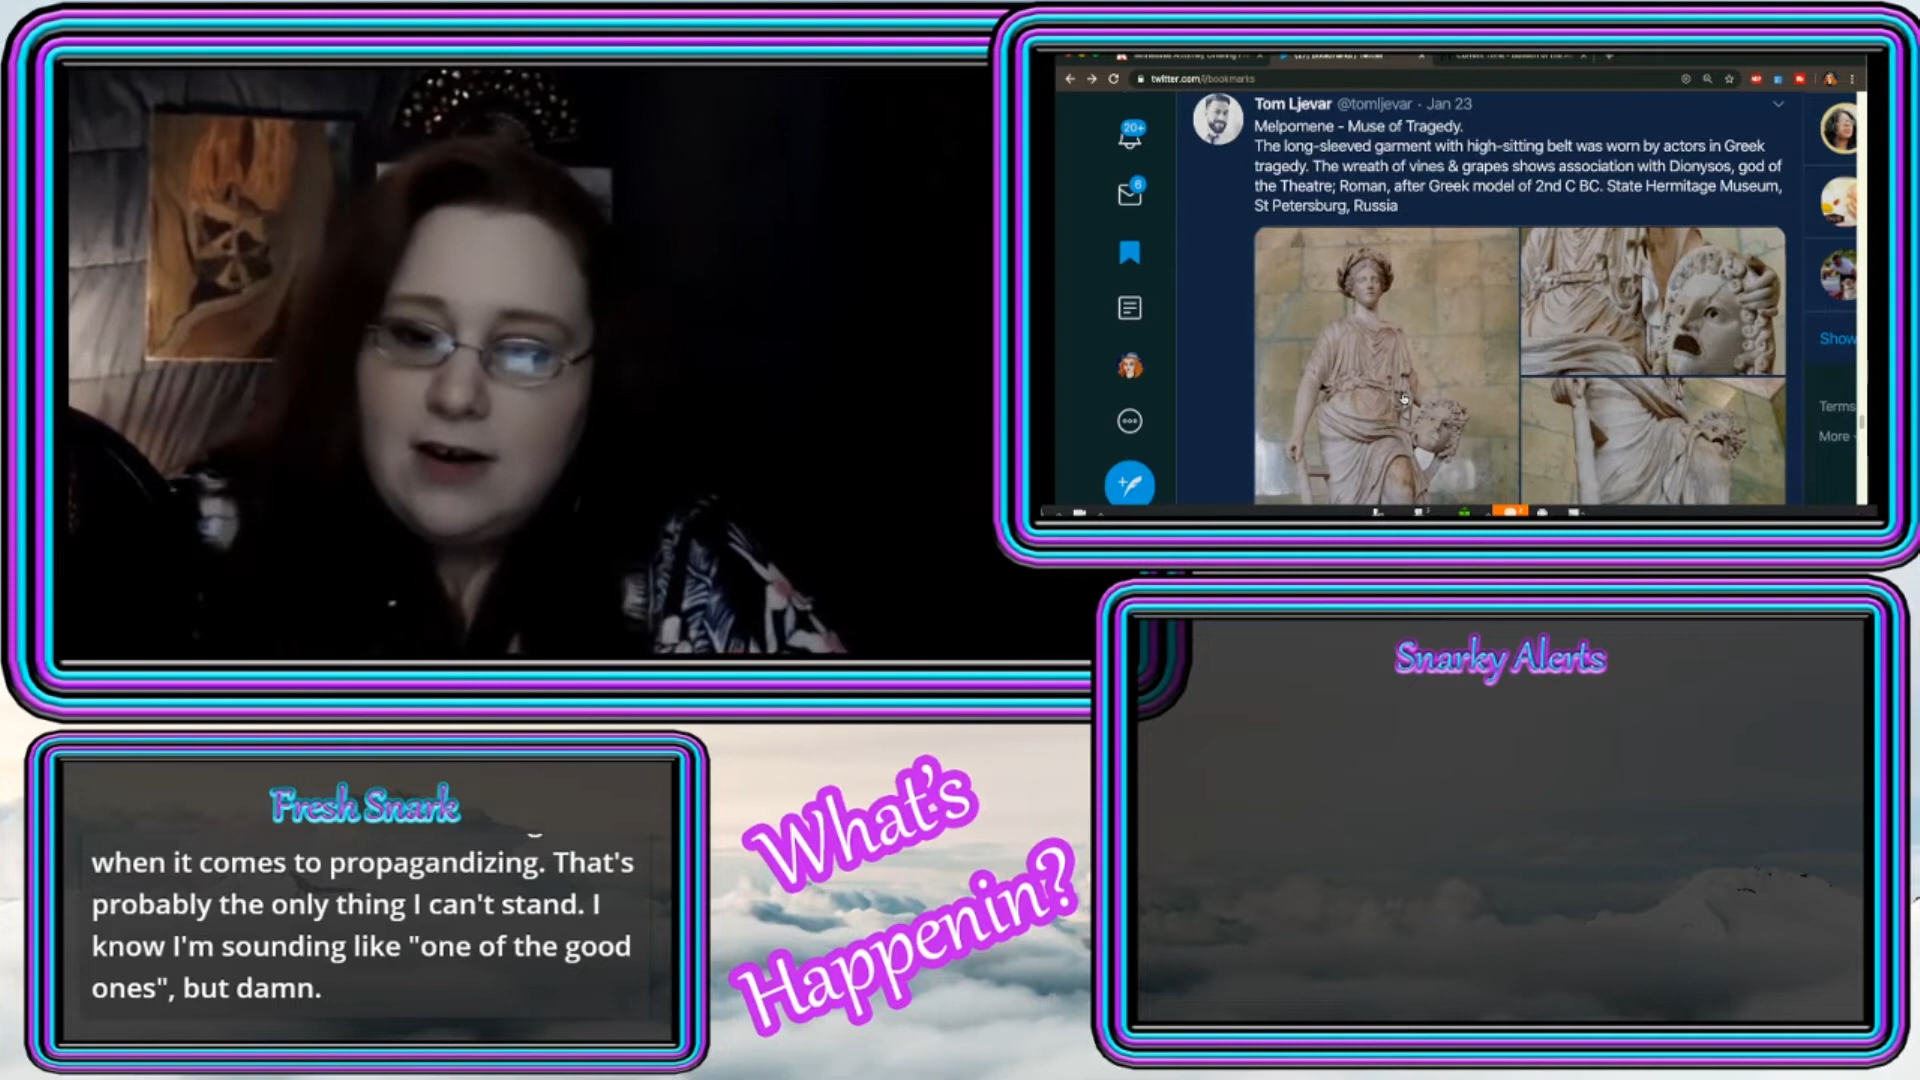 twitter.com/i/bookmarks
Tom Ljevar @tomljevar · Jan 23
Melpomene - Muse of Tragedy.
The long-sleeved garment with high-sitting belt was worn by actors in Greek
tragedy. The wreath of vines & grapes shows association with Dionysos, god of
the Theatre; Roman, after Greek model of 2nd C BC. State Hermitage Museum,
St Petersburg, Russia
20+
6
Show
Terms
More
Snarky Alerts
Fresh Snark
when it comes to propagandizing. That's
probably the only thing I can't stand. I
know I'm sounding like "one of the good
ones", but damn.
What's
Happenin?